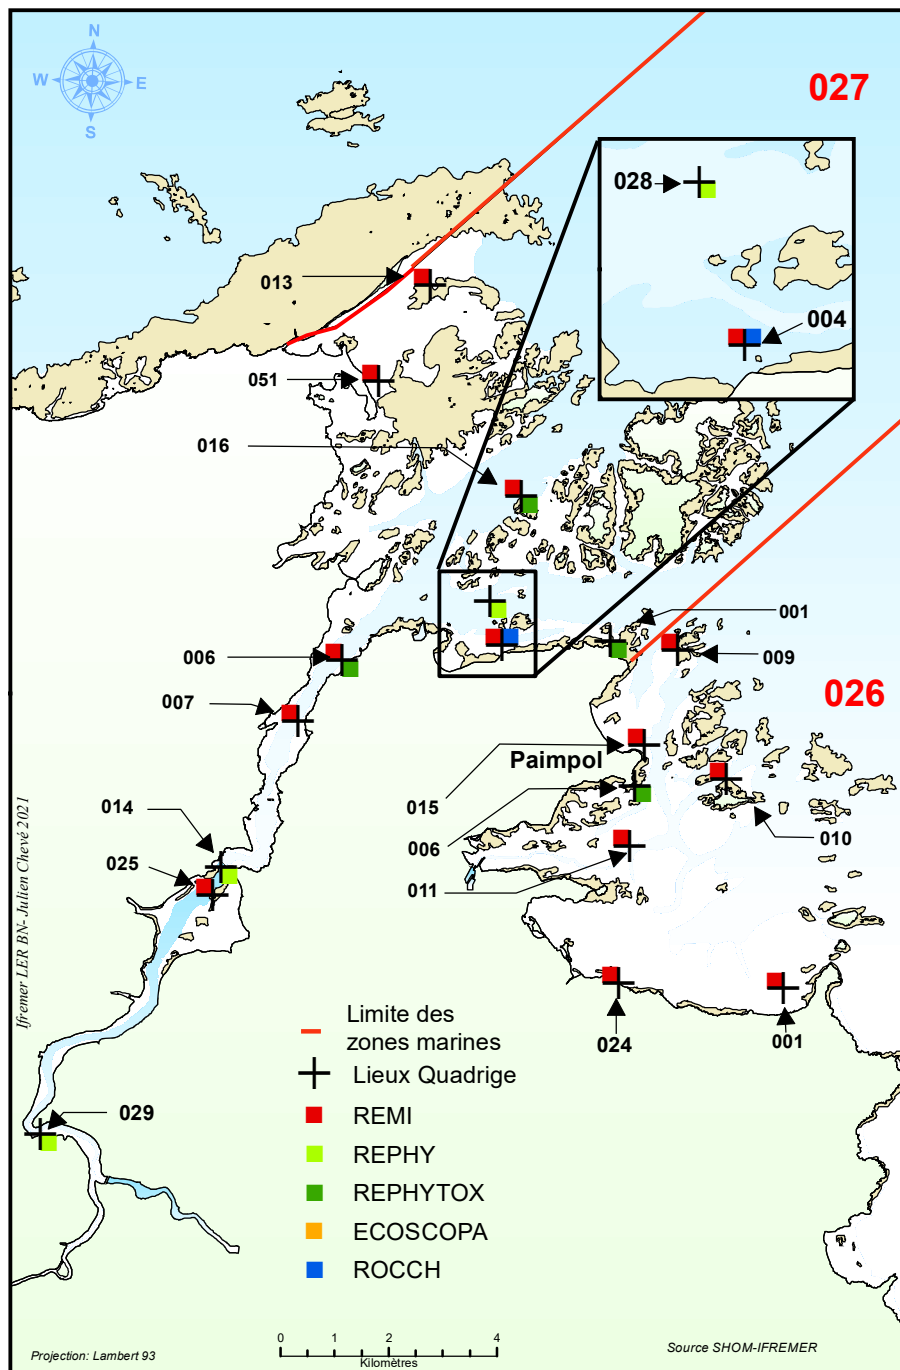 N
W
E
S
027
028
004
013
051
016
001
006
009
007
026
Paimpol
015
014
006
010
025
011
Ifremer LER BN- Julien Chevé 2021
024
001
029
Limite des
zones marines
Lieux Quadrige
REMI
REPHY
REPHYTOX
ECOSCOPA
ROCCH
0 1 2 4
Kilomètres
Projection: Lambert 93
Source SHOM-IFREMER